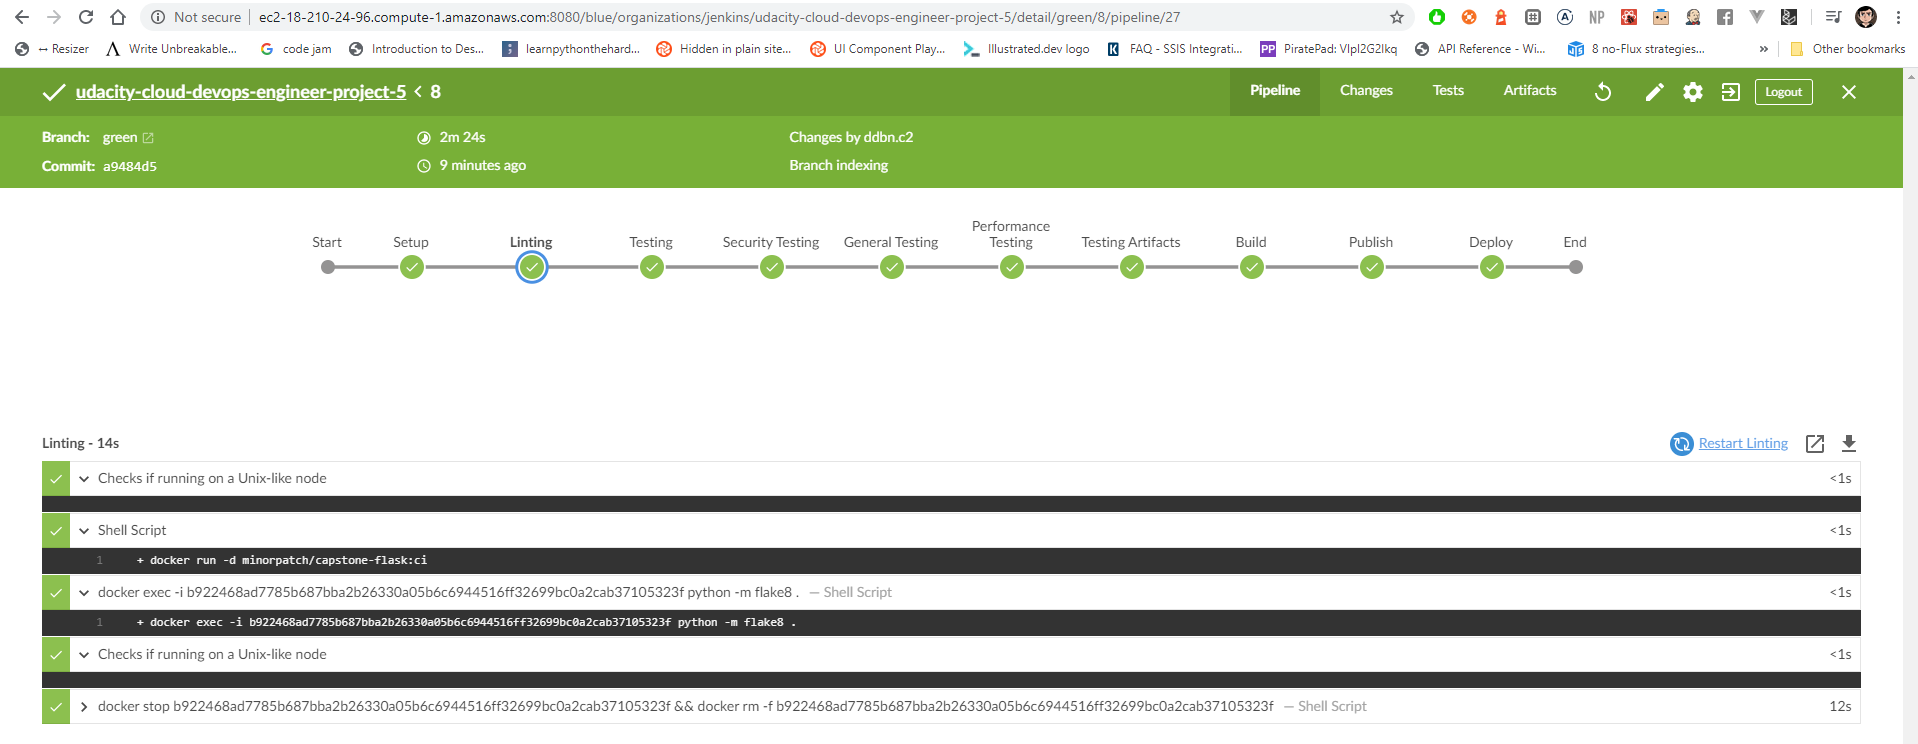 Not secure | ec2-18-210-24-96.compute-1.amazonaws.com:8080/blue/organizations/jenkins/udacity-cloud-devops-engineer-project-5/detail/green/8/pipeline/27
NP
↔ Resizer Write Unbreakable... code jam Introduction to Des... learnpythonthehard... Hidden in plain site... UI Component Play... Illustrated.dev logo FAQ - SSIS Integrati... PP PiratePad: VIpl2G2Ikq API Reference - Wi... 8 no-Flux strategies... » Other bookmarks
udacity-cloud-devops-engineer-project-5 < 8 Pipeline Changes Tests Artifacts Logout
Branch: green 2m 24s Changes by ddbn.c2
Commit: a9484d5 9 minutes ago Branch indexing
Start Setup Linting Testing Security Testing General Testing Performance Testing Testing Artifacts Build Publish Deploy End
Linting - 14s Restart Linting
Checks if running on a Unix-like node <1s
Shell Script <1s
1 + docker run -d minorpatch/capstone-flask:ci
docker exec -i b922468ad7785b687bba2b26330a05b6c6944516ff32699bc0a2cab37105323f python -m flake8 . — Shell Script <1s
1 + docker exec -i b922468ad7785b687bba2b26330a05b6c6944516ff32699bc0a2cab37105323f python -m flake8 .
Checks if running on a Unix-like node <1s
docker stop b922468ad7785b687bba2b26330a05b6c6944516ff32699bc0a2cab37105323f && docker rm -f b922468ad7785b687bba2b26330a05b6c6944516ff32699bc0a2cab37105323f — Shell Script 12s